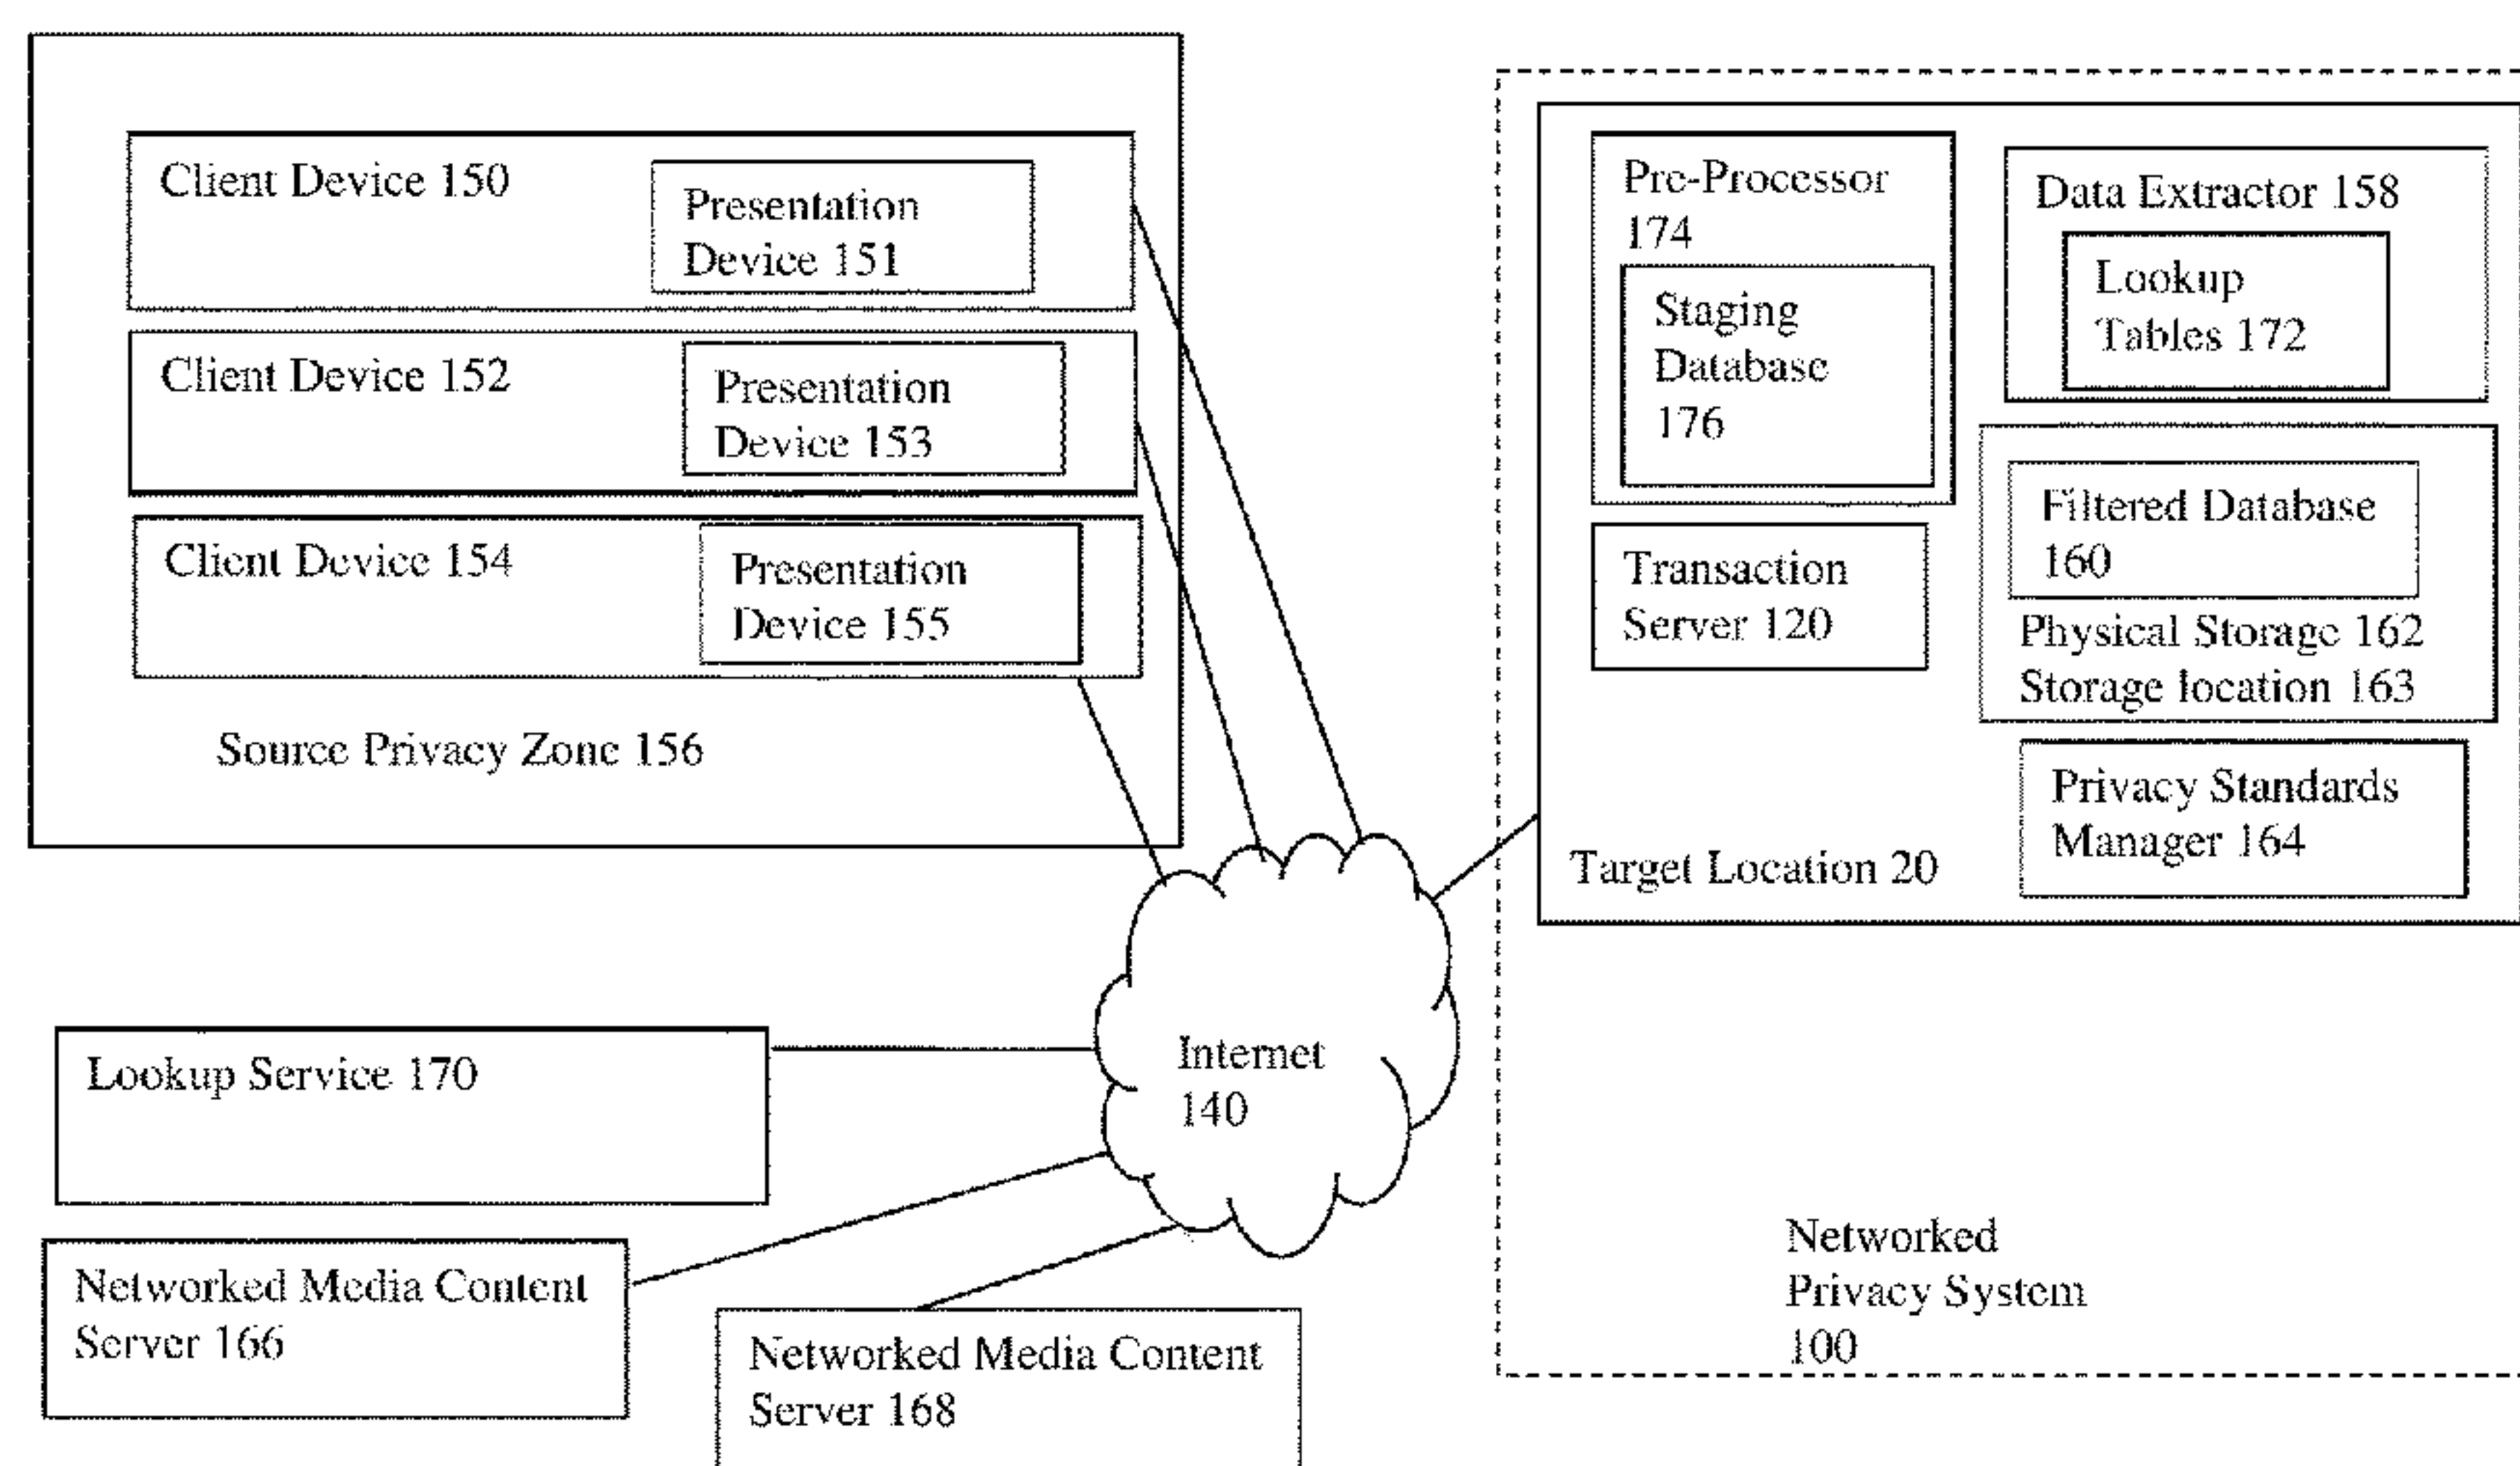 Client Device 150
Presentation
Device 151
Client Device 152
Presentation
Device 153
Client Device 154
Presentation
Device 155
Source Privacy Zone 156
Pre-Processor
174
Staging
Database
176
Data Extractor 158
Lookup
Tables 172
Filtered Database
160
Physical Storage 162
Storage location 163
Transaction
Server 120
Privacy Standards
Manager 164
Target Location 20
Internet
140
Lookup Service 170
Networked Media Content
Server 166
Networked Media Content
Server 168
Networked
Privacy System
100